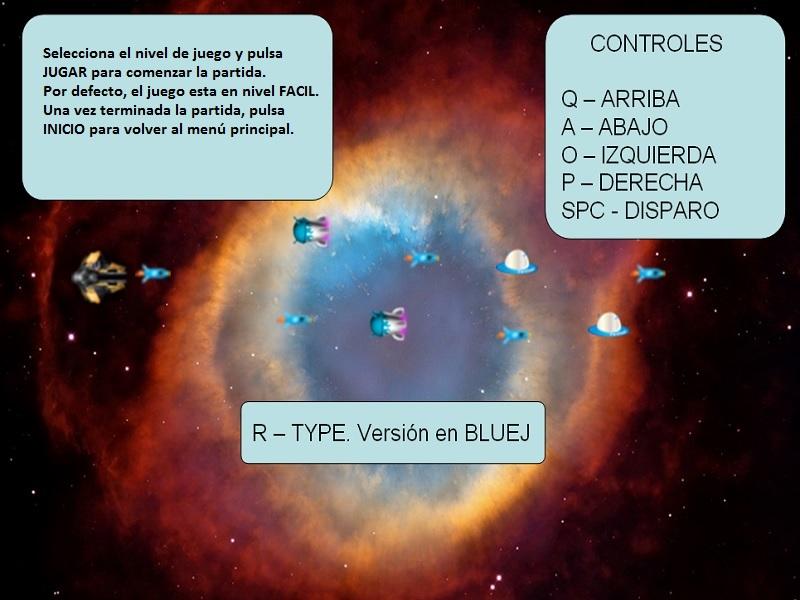 Selecciona el nivel de juego y pulsa
JUGAR para comenzar la partida.
Por defecto, el juego esta en nivel FACIL.
Una vez terminada la partida, pulsa
INICIO para volver al menú principal.
CONTROLES
Q – ARRIBA
A – ABAJO
O – IZQUIERDA
P – DERECHA
SPC - DISPARO
R – TYPE. Versión en BLUEJ